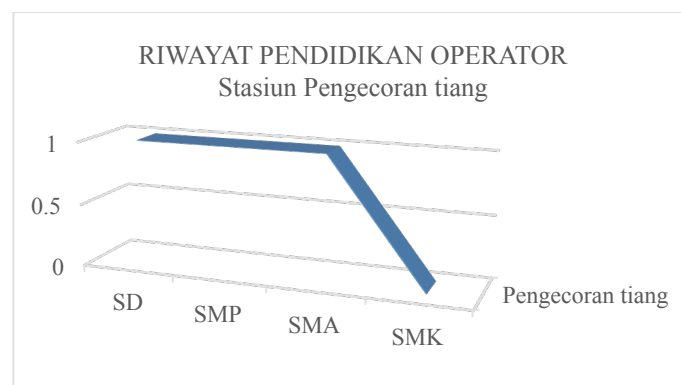 RIWAYAT PENDIDIKAN OPERATOR
Stasiun Pengecoran tiang
1
0.5
0
SD
SMP
SMA
SMK
Pengecoran tiang